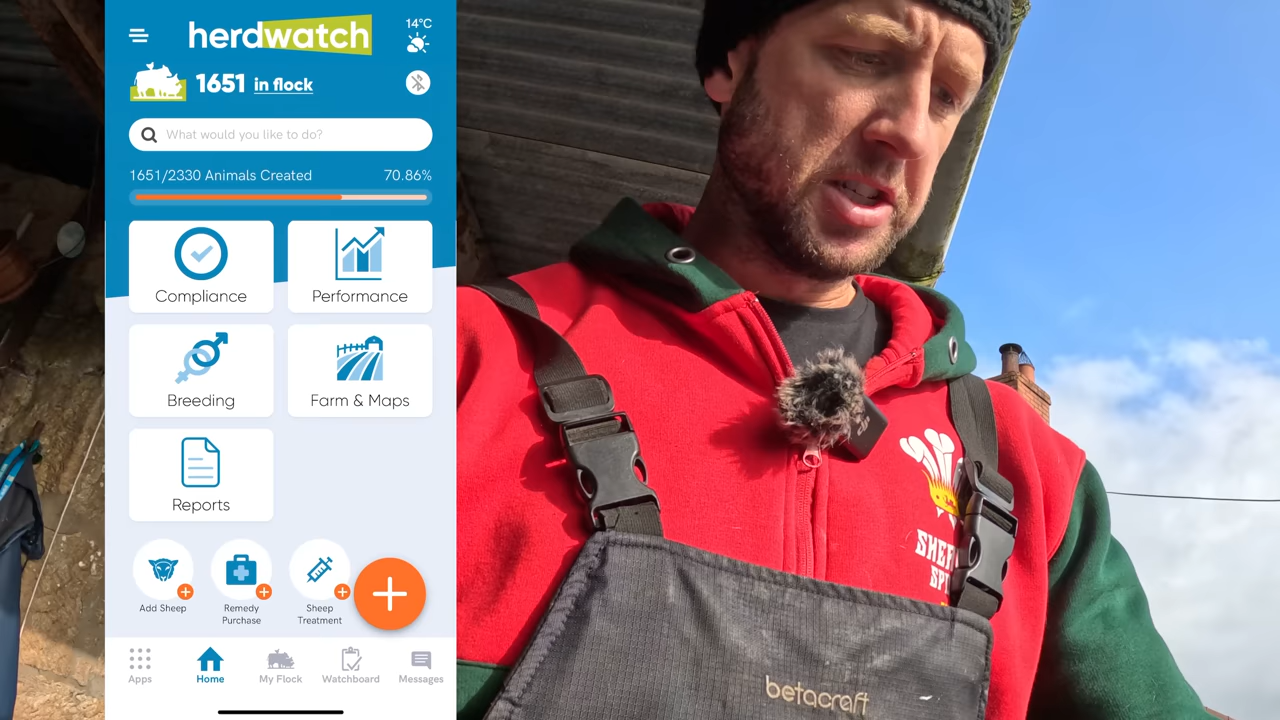 herdwatch
14°C
1651 in flock
What would you like to do?
1651/2330 Animals Created 70.86%
Compliance
Performance
Breeding
Farm & Maps
Reports
Add Sheep
Remedy
Purchase
Sheep
Treatment
Apps
Home
My Flock
Watchboard
Messages
betacraft